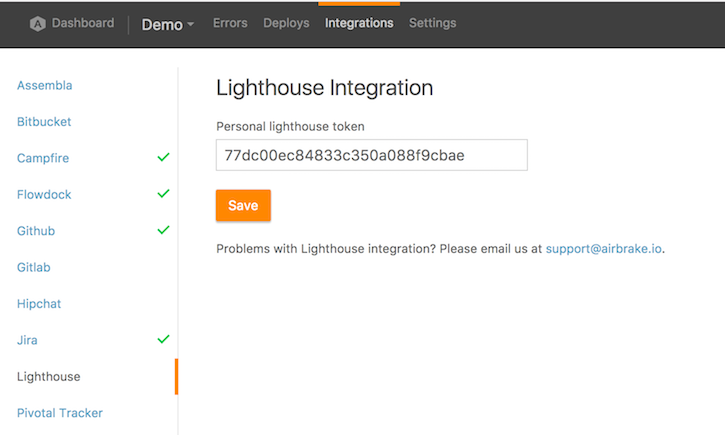 Dashboard Demo Errors Deploys Integrations Settings
Assembla
Bitbucket
Campfire
Flowdock
Github
Gitlab
Hipchat
Jira
Lighthouse
Pivotal Tracker
Lighthouse Integration
Personal lighthouse token
77dc00ec84833c350a088f9cbae
Save
Problems with Lighthouse integration? Please email us at support@airbrake.io.